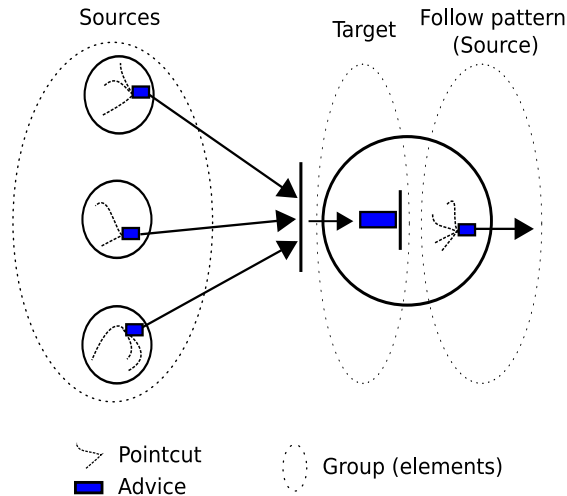 Sources
Target
Follow pattern
(Source)
Pointcut
Advice
Group (elements)